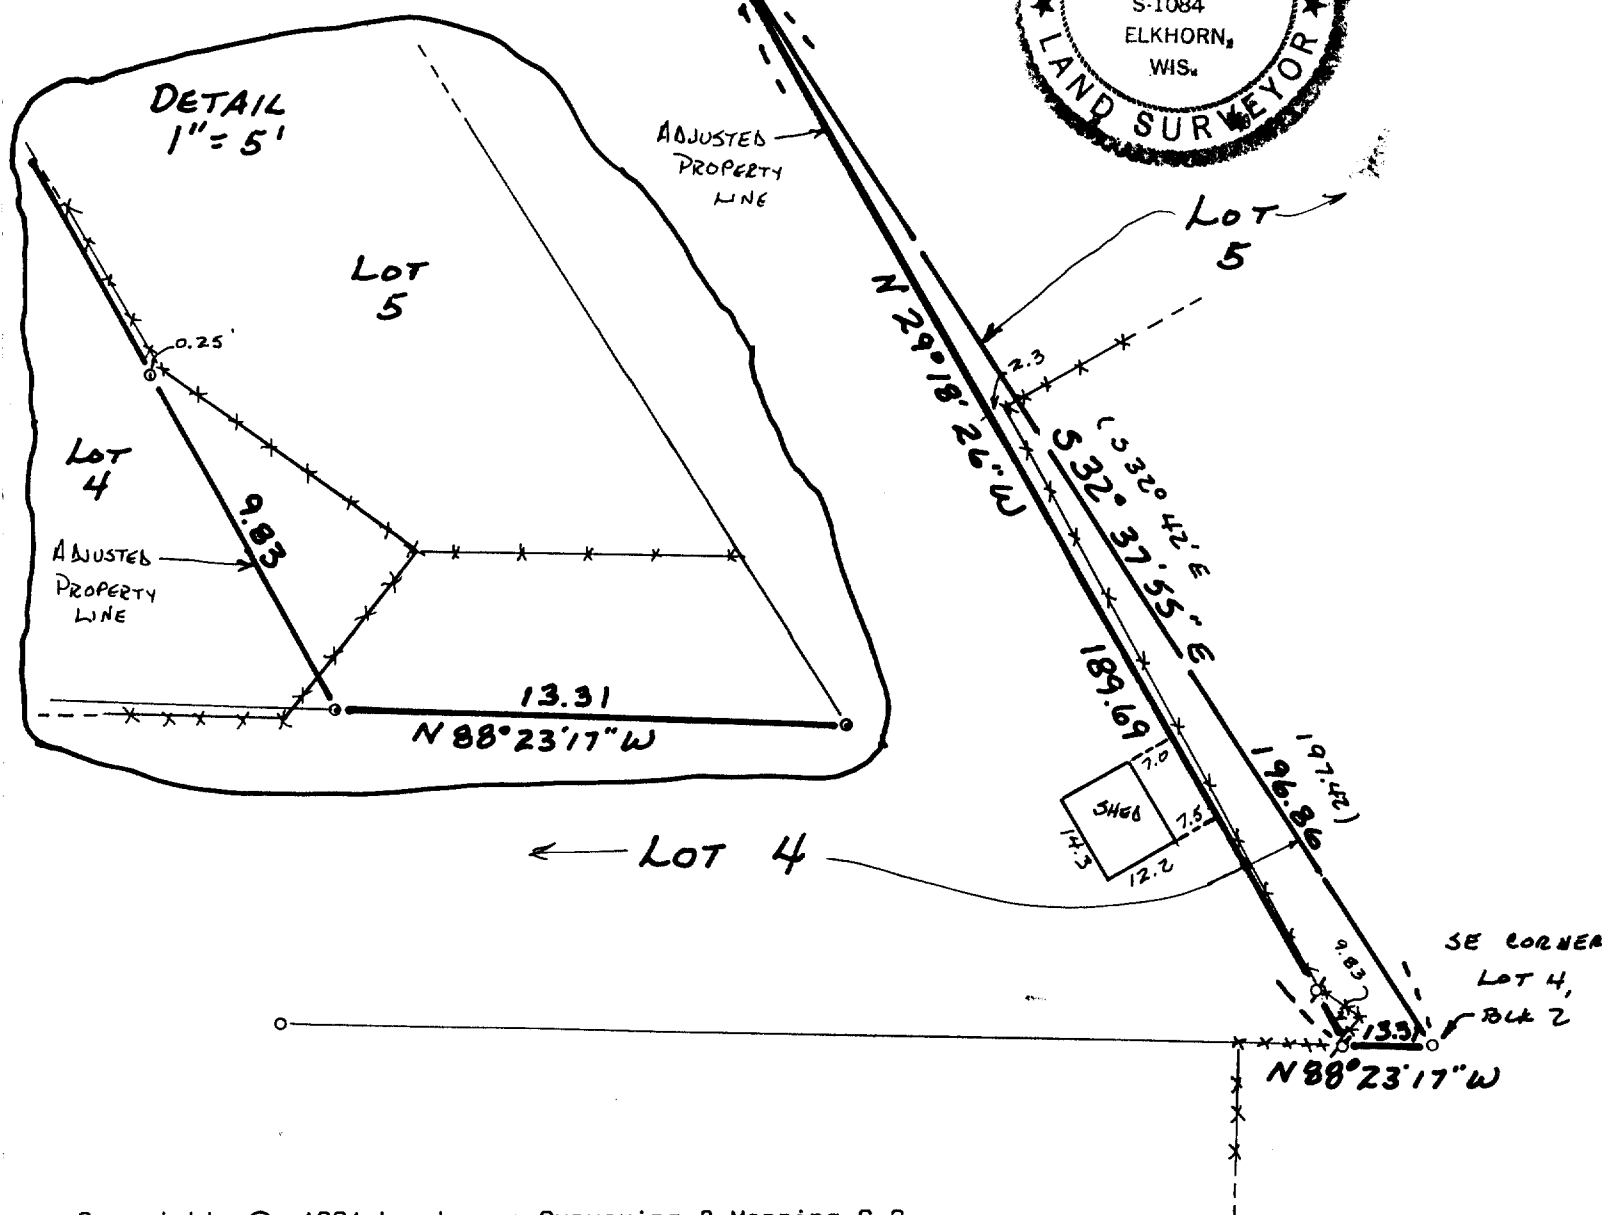 DETAIL
1" = 5'
LOT
5
0.25'
LOT
4
9.83
ADJUSTED
PROPERTY
LINE
13.31
N 88° 23' 17" W
S-1084
ELKHORN,
WIS.
LAND SURVEYOR
ADJUSTED
PROPERTY
LINE
LOT
5
2.3
N 29° 18' 26" W
189.69
(S 32° 42' E
197.42)
S 32° 37' 55" E
196.86
SHED
7.0
7.5
14.3
12.2
LOT 4
9.83
SE CORNER
LOT 4,
BLK 2
13.31
N 88° 23' 17" W